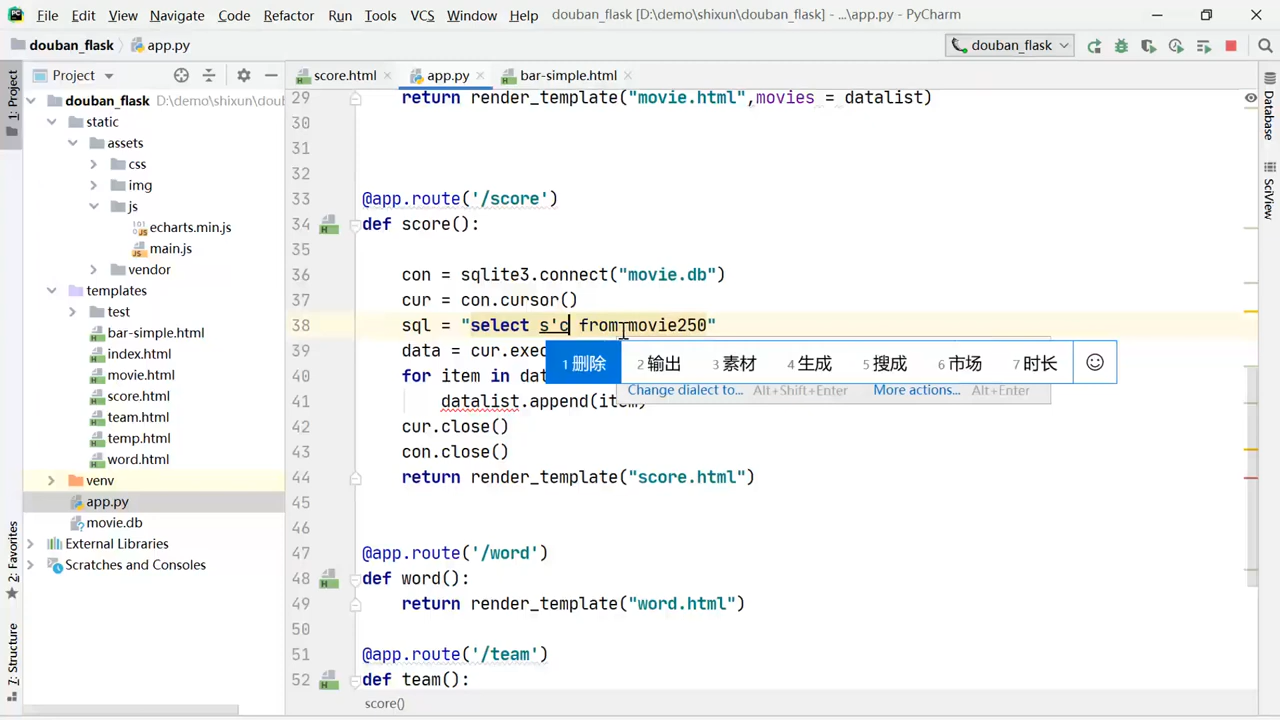 File Edit View Navigate Code Refactor Run Tools VCS Window Help douban_flask [D:\demo\shixun\douban_flask] - ...\app.py - PyCharm
douban_flask app.py douban_flask
Project score.html app.py bar-simple.html
1: Project
Database
SciView
2: Favorites
7: Structure
douban_flask D:\demo\shixun\dou
static
assets
css
img
js
echarts.min.js
main.js
vendor
templates
test
bar-simple.html
index.html
movie.html
score.html
team.html
temp.html
word.html
venv
app.py
movie.db
External Libraries
Scratches and Consoles
29 return render_template("movie.html",movies = datalist)
30
31
32
33 @app.route('/score')
34 def score():
35
36 con = sqlite3.connect("movie.db")
37 cur = con.cursor()
38 sql = "select s'c from movie250"
39 data = cur.exec
1删除 2输出 3素材 4生成 5搜成 6市场 7时长
Change dialect to... Alt+Shift+Enter More actions... Alt+Enter
40 for item in dat
41 datalist.append(item)
42 cur.close()
43 con.close()
44 return render_template("score.html")
45
46
47 @app.route('/word')
48 def word():
49 return render_template("word.html")
50
51 @app.route('/team')
52 def team():
score()